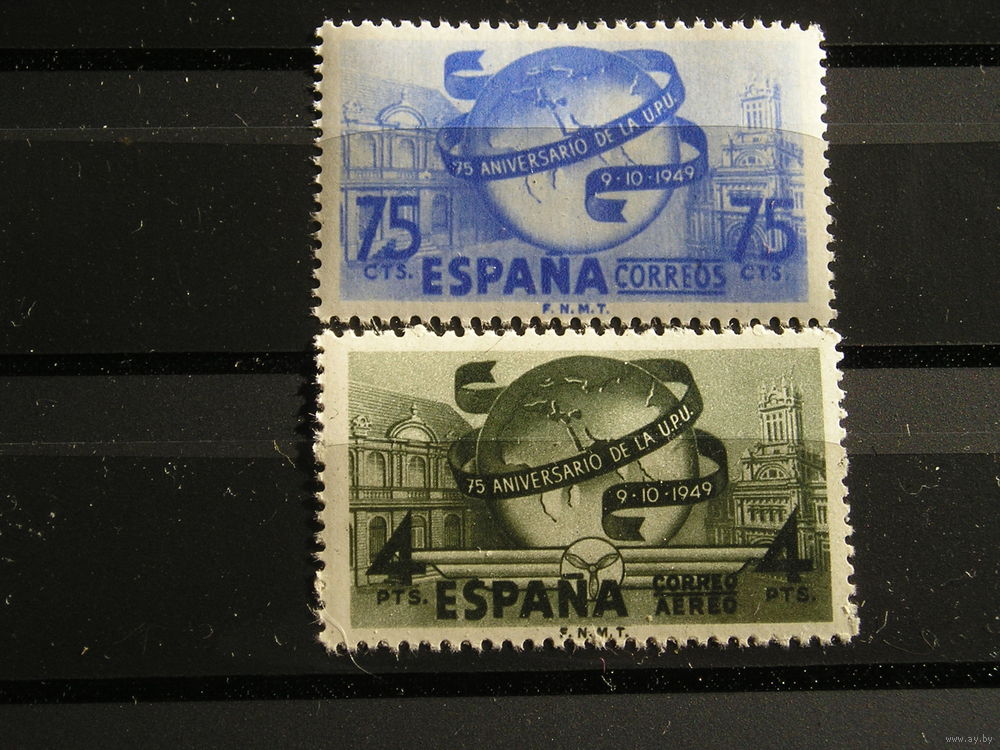 75 ANIVERSARIO DE LA U.P.U.
9·10·1949
75 75
CTS. ESPAÑA CORREOS CTS.
F.N.M.T.
75 ANIVERSARIO DE LA U.P.U.
9·10·1949
4 4
PTS. ESPAÑA CORREO AEREO PTS.
F.N.M.T.
www.ay.by